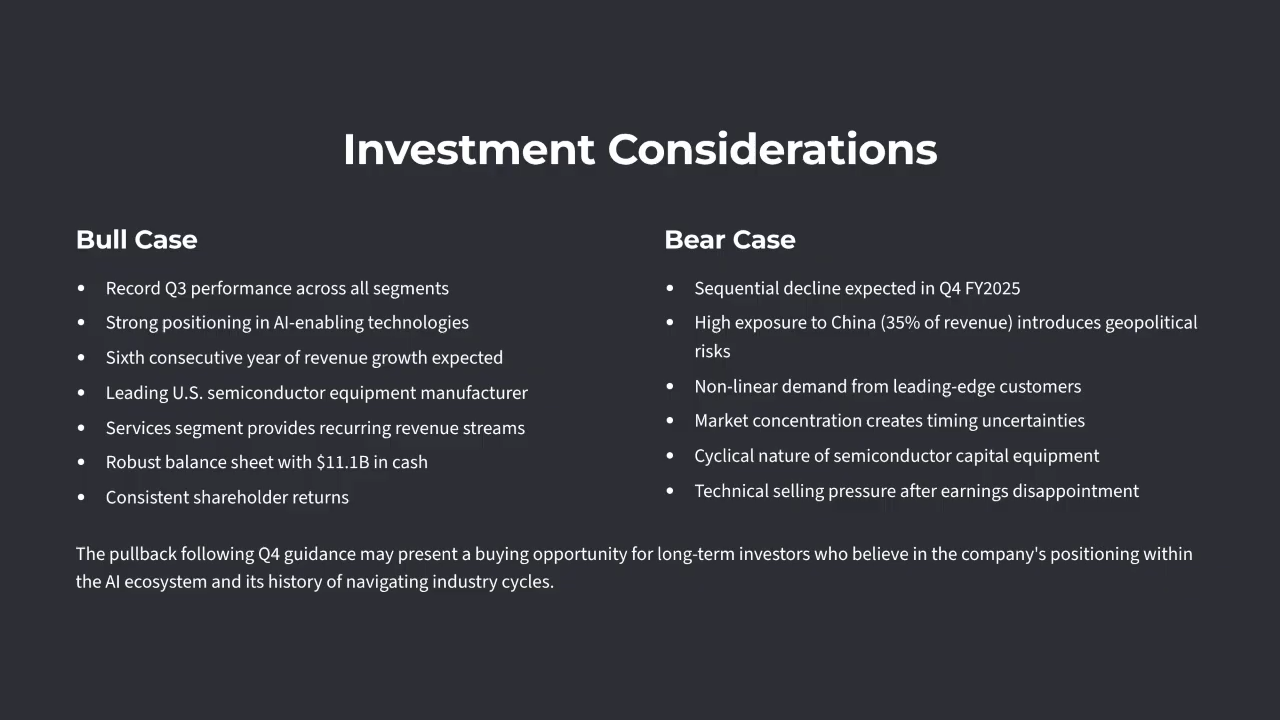 Investment Considerations
Bull Case
• Record Q3 performance across all segments
• Strong positioning in AI-enabling technologies
• Sixth consecutive year of revenue growth expected
• Leading U.S. semiconductor equipment manufacturer
• Services segment provides recurring revenue streams
• Robust balance sheet with $11.1B in cash
• Consistent shareholder returns
Bear Case
• Sequential decline expected in Q4 FY2025
• High exposure to China (35% of revenue) introduces geopolitical
risks
• Non-linear demand from leading-edge customers
• Market concentration creates timing uncertainties
• Cyclical nature of semiconductor capital equipment
• Technical selling pressure after earnings disappointment
The pullback following Q4 guidance may present a buying opportunity for long-term investors who believe in the company's positioning within
the AI ecosystem and its history of navigating industry cycles.